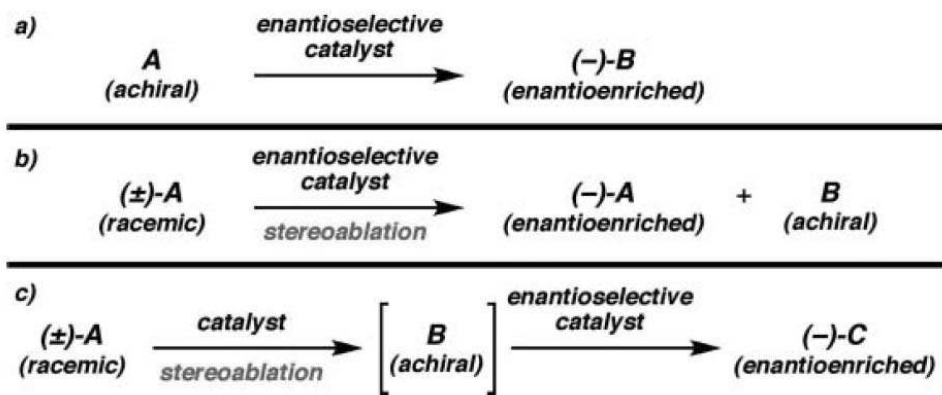 a)
enantioselective
catalyst
A
(achiral)
(–)-B
(enantioenriched)
b)
enantioselective
catalyst
(±)-A
(racemic)
stereoablation
(–)-A
(enantioenriched)
+
B
(achiral)
c)
(±)-A
(racemic)
catalyst
stereoablation
B
(achiral)
enantioselective
catalyst
(–)-C
(enantioenriched)